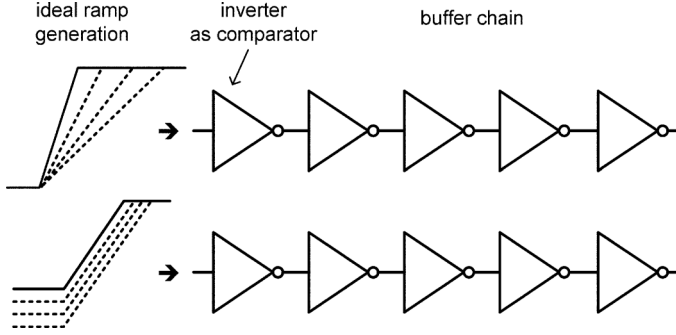 ideal ramp
generation
inverter
as comparator
buffer chain